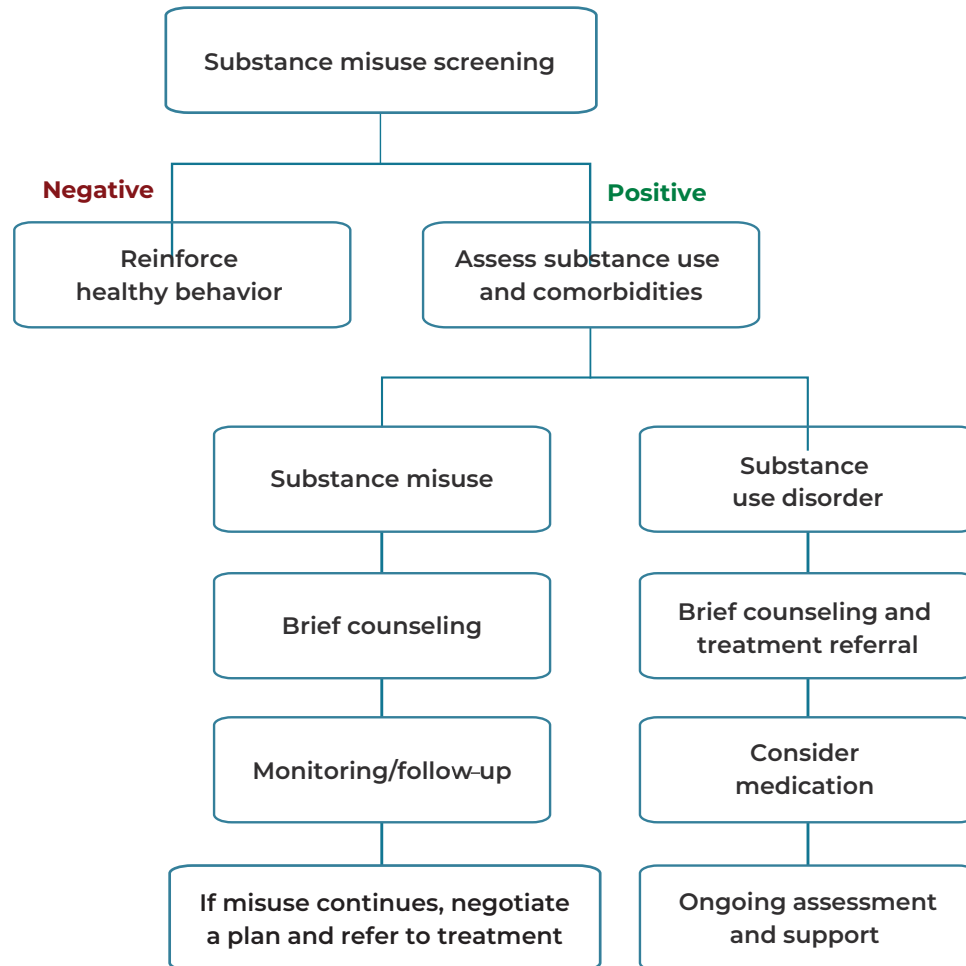 Substance misuse screening
Negative
Positive
Reinforce
healthy behavior
Assess substance use
and comorbidities
Substance misuse
Substance
use disorder
Brief counseling
Brief counseling and
treatment referral
Monitoring/follow-up
Consider
medication
If misuse continues, negotiate
a plan and refer to treatment
Ongoing assessment
and support